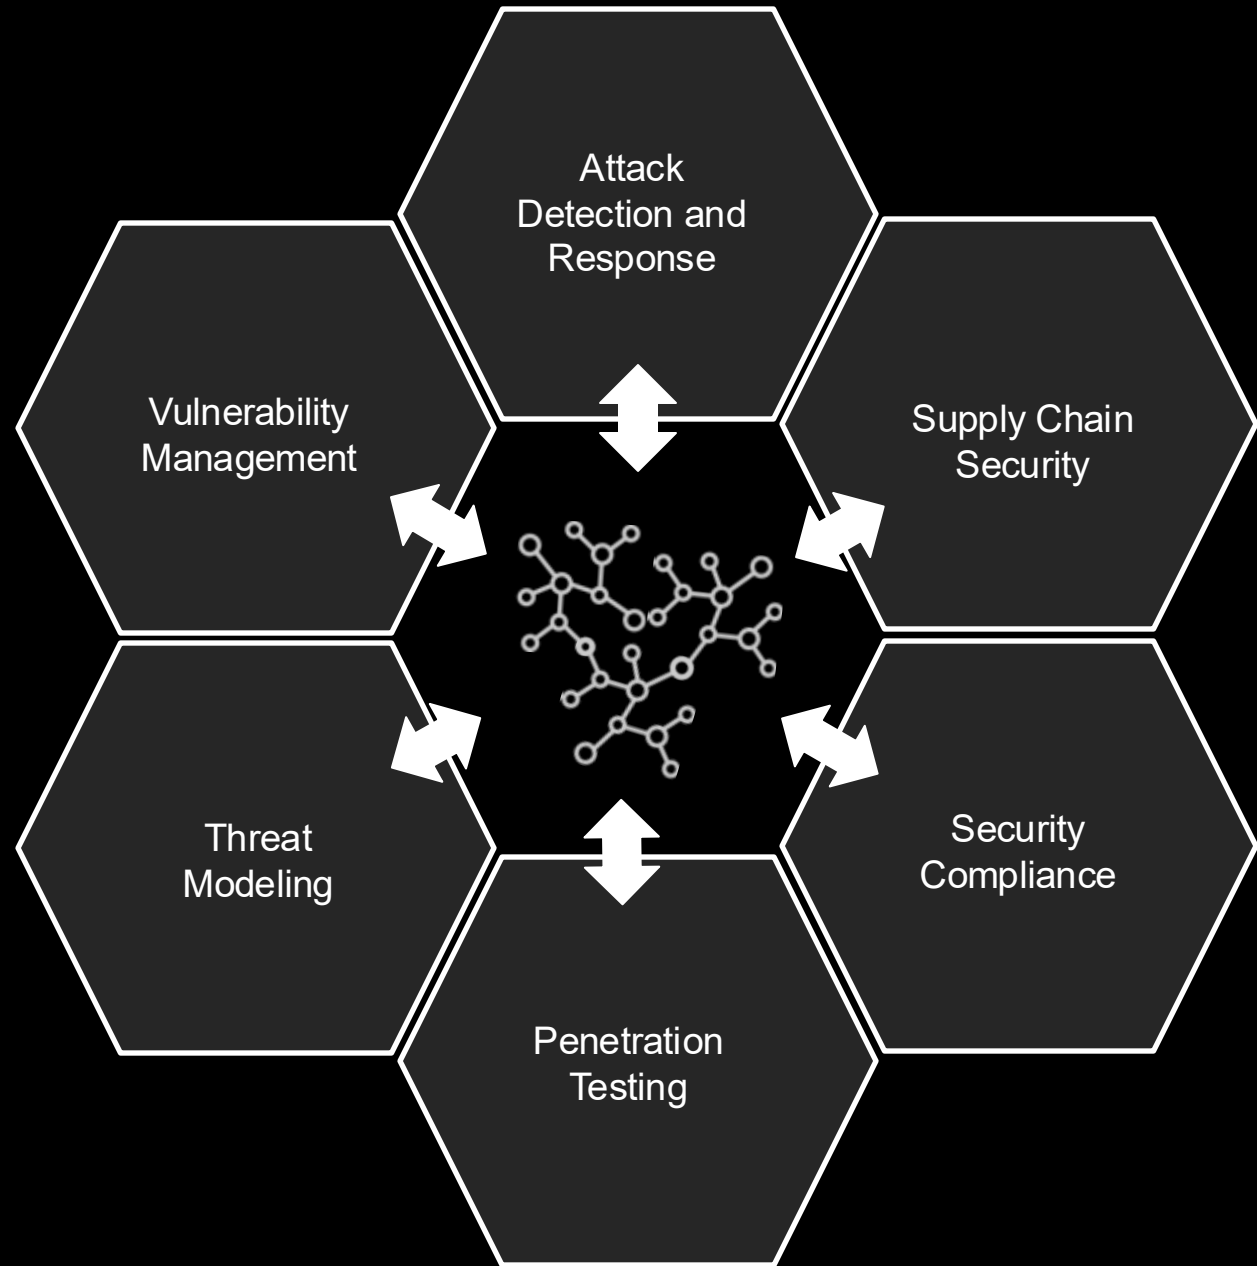 Attack
Detection and
Response
Vulnerability
Management
Supply Chain
Security
Threat
Modeling
Security
Compliance
Penetration
Testing